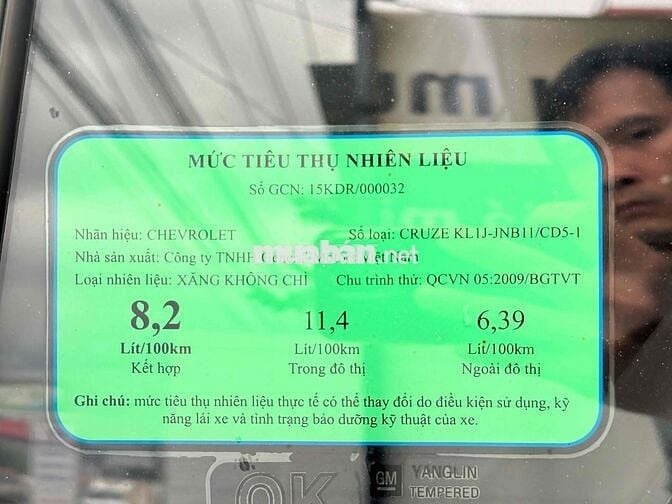 MỨC TIÊU THỤ NHIÊN LIỆU
Số GCN: 15KDR/000032
Nhãn hiệu: CHEVROLET Số loại: CRUZE KL1J-JNB11/CD5-1
Nhà sản xuất: Công ty TNHH Việt Nam
muaban.net
Loại nhiên liệu: XĂNG KHÔNG CHÌ Chu trình thử: QCVN 05:2009/BGTVT
8,2 11,4 6,39
Lít/100km Lít/100km Lít/100km
Kết hợp Trong đô thị Ngoài đô thị
Ghi chú: mức tiêu thụ nhiên liệu thực tế có thể thay đổi do điều kiện sử dụng, kỹ
năng lái xe và tình trạng bảo dưỡng kỹ thuật của xe.
OK GM YANGLIN
TEMPERED